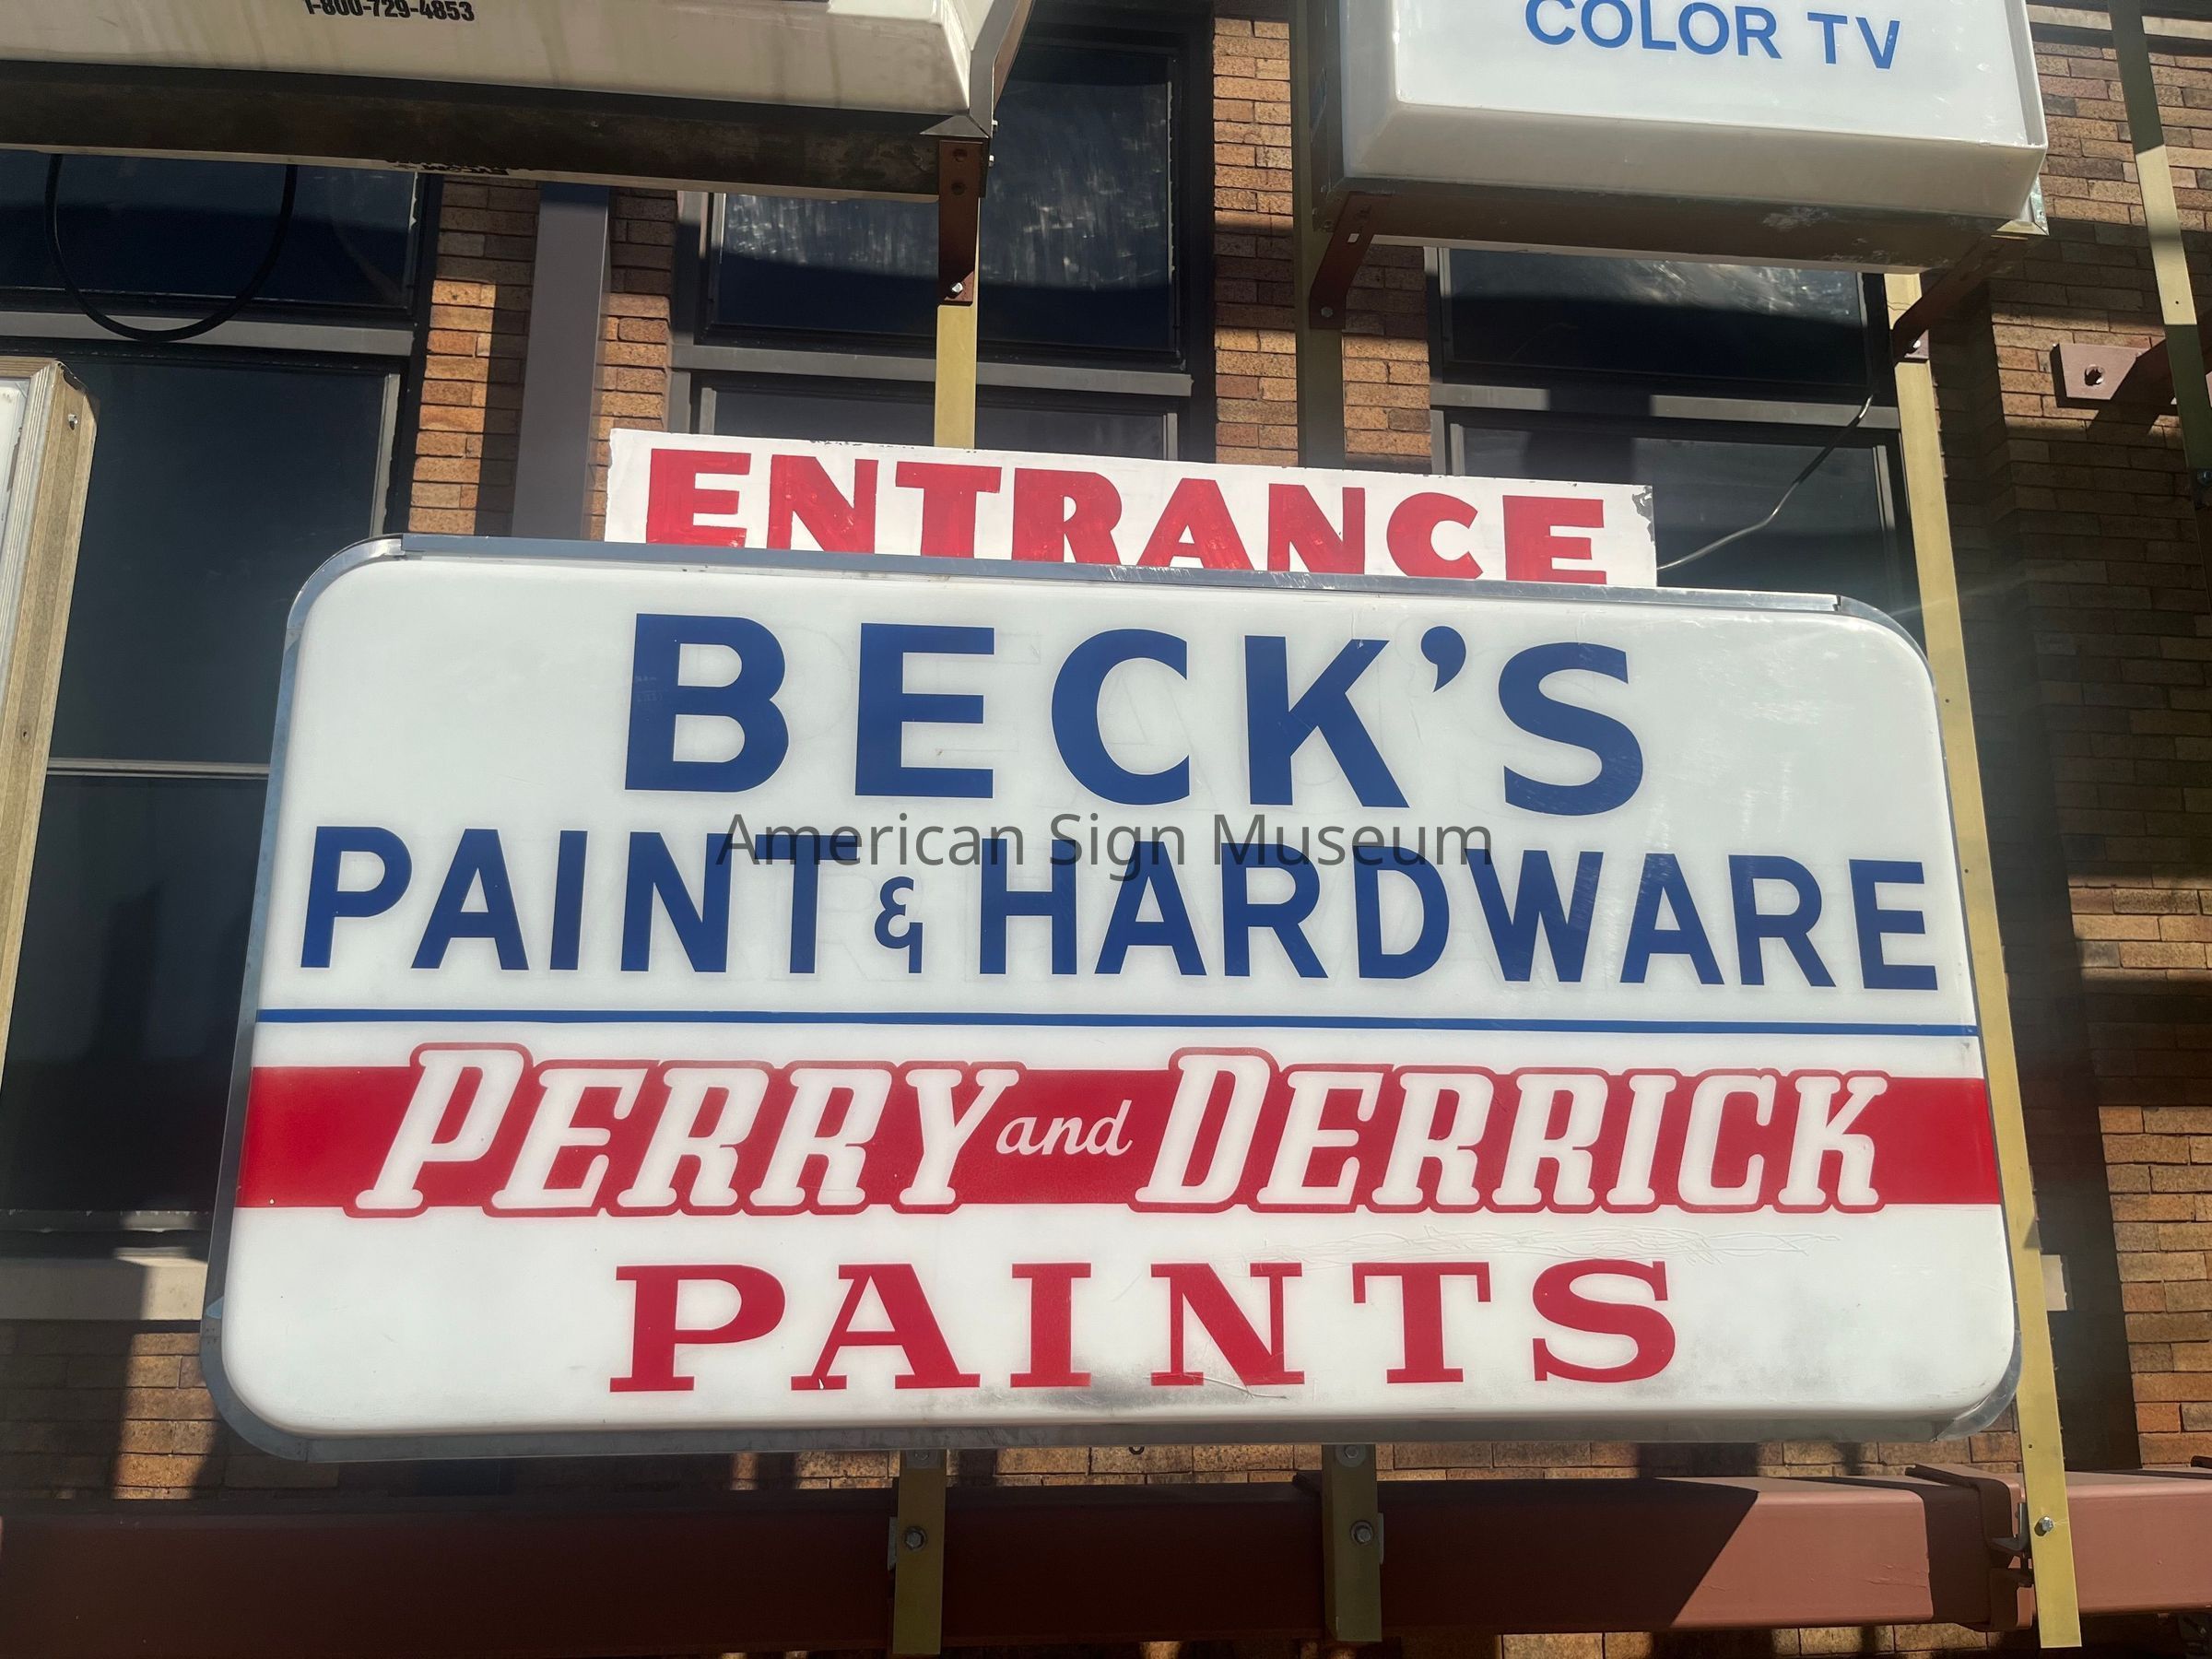 1-800-729-4853
COLOR TV
ENTRANCE
BECK'S
American Sign Museum
PAINT & HARDWARE
PERRY and DERRICK
PAINTS